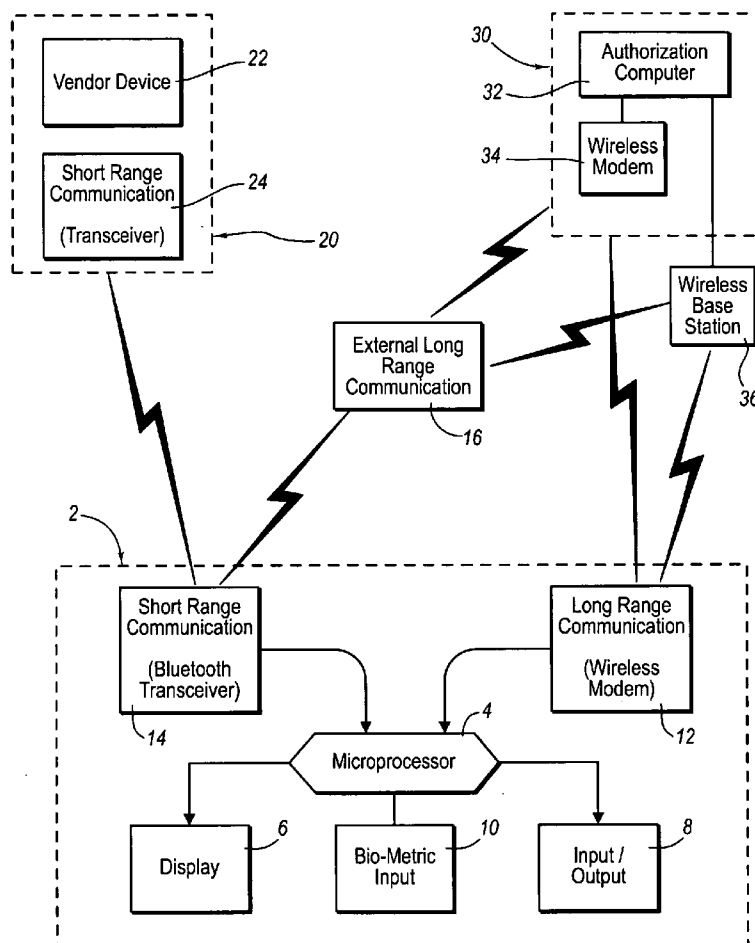 Vendor Device
22
Short Range
Communication
(Transceiver)
24
20
30
Authorization
Computer
32
34
Wireless
Modem
Wireless
Base
Station
36
External Long
Range
Communication
16
2
Short Range
Communication
(Bluetooth
Transceiver)
14
Long Range
Communication
(Wireless
Modem)
12
4
Microprocessor
6
Display
10
Bio-Metric
Input
8
Input /
Output